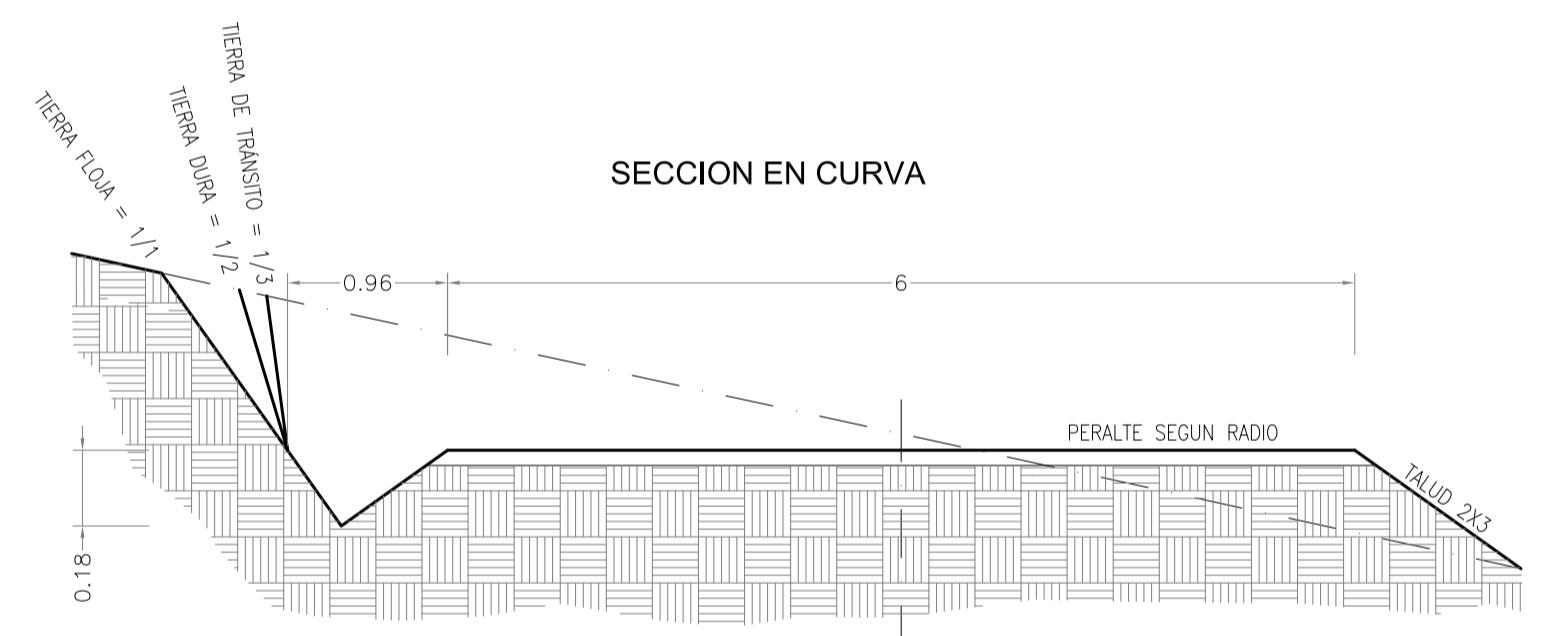 TIERRA FLOJA = 1/1
TIERRA DURA = 1/2
TIERRA DE TRÁNSITO = 1/3
SECCION EN CURVA
0.96
6
PERALTE SEGUN RADIO
TALUD 2X3
0.18